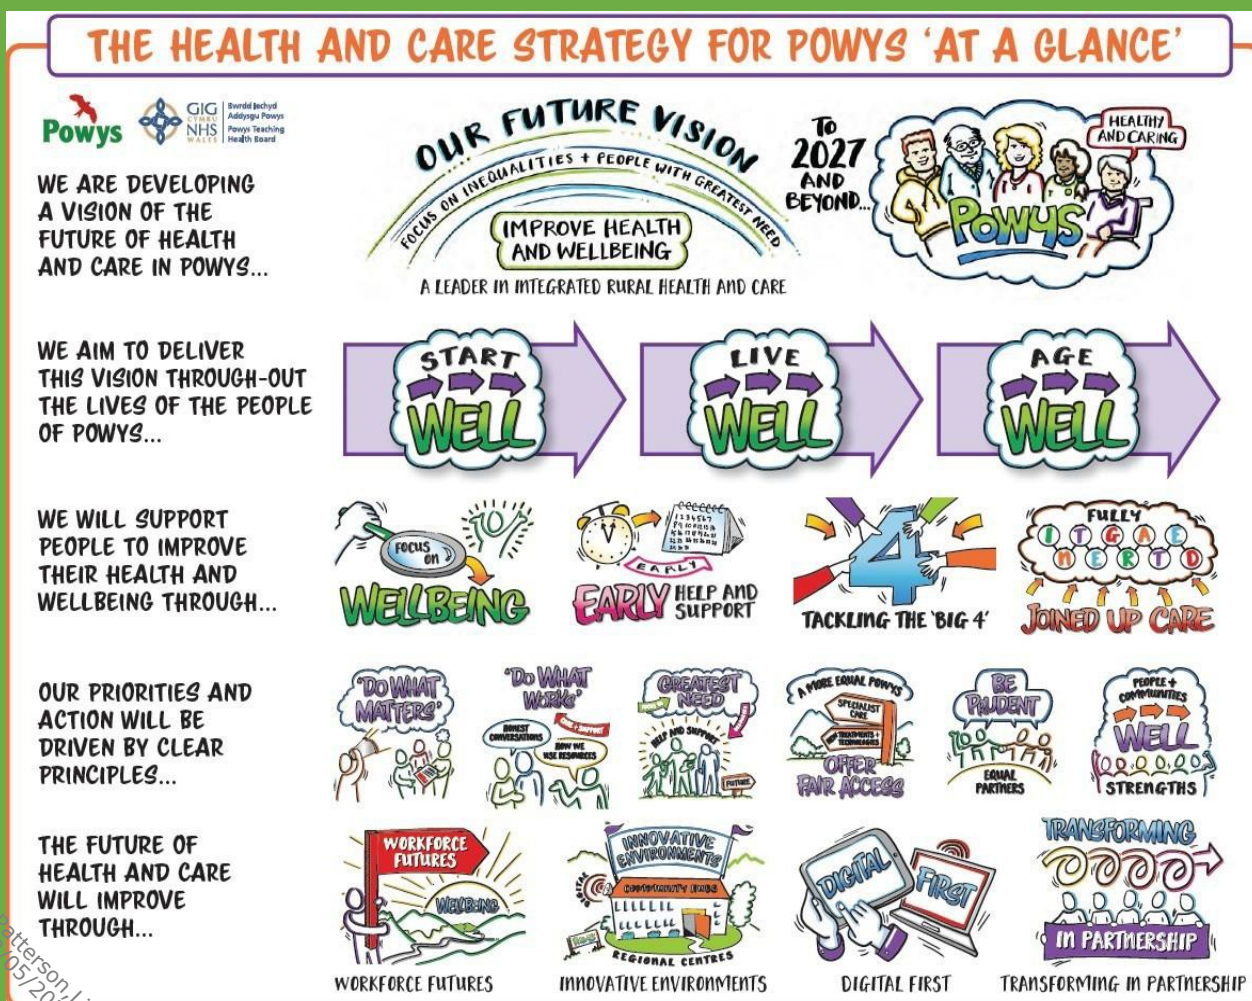 THE HEALTH AND CARE STRATEGY FOR POWYS 'AT A GLANCE'
Powys
GIG
CYMRU
NHS
WALES
Bwrdd Iechyd
Addysgu Powys
Powys Teaching
Health Board
WE ARE DEVELOPING
A VISION OF THE
FUTURE OF HEALTH
AND CARE IN POWYS...
OUR FUTURE VISION
FOCUS ON INEQUALITIES + PEOPLE WITH GREATEST NEED
IMPROVE HEALTH
AND WELLBEING
A LEADER IN INTEGRATED RURAL HEALTH AND CARE
TO
2027
AND
BEYOND...
HEALTHY
AND CARING
POWYS
WE AIM TO DELIVER
THIS VISION THROUGH-OUT
THE LIVES OF THE PEOPLE
OF POWYS...
START
WELL
LIVE
WELL
AGE
WELL
WE WILL SUPPORT
PEOPLE TO IMPROVE
THEIR HEALTH AND
WELLBEING THROUGH...
FOCUS
ON
WELLBEING
EARLY
EARLY HELP AND
SUPPORT
4
TACKLING THE 'BIG 4'
FULLY
I T G A E
N E R T D
JOINED UP CARE
OUR PRIORITIES AND
ACTION WILL BE
DRIVEN BY CLEAR
PRINCIPLES...
'DO WHAT
MATTERS'
'DO WHAT
WORKS'
HONEST
CONVERSATIONS
HOW WE
USE RESOURCES
GREATEST
NEED
HELP AND SUPPORT
FUTURE
A MORE EQUAL POWYS
SPECIALIST
CARE
NEW TREATMENTS +
TECHNOLOGIES
OFFER
FAIR ACCESS
BE
PRUDENT
EQUAL
PARTNERS
PEOPLE +
COMMUNITIES
WELL
STRENGTHS
THE FUTURE OF
HEALTH AND CARE
WILL IMPROVE
THROUGH...
WORKFORCE
FUTURES
WELLBEING
WORKFORCE FUTURES
INNOVATIVE
ENVIRONMENTS
DIGITAL
COMMUNITY HUBS
REGIONAL CENTRES
INNOVATIVE ENVIRONMENTS
DIGITAL
FIRST
DIGITAL FIRST
TRANSFORMING
IN PARTNERSHIP
TRANSFORMING IN PARTNERSHIP